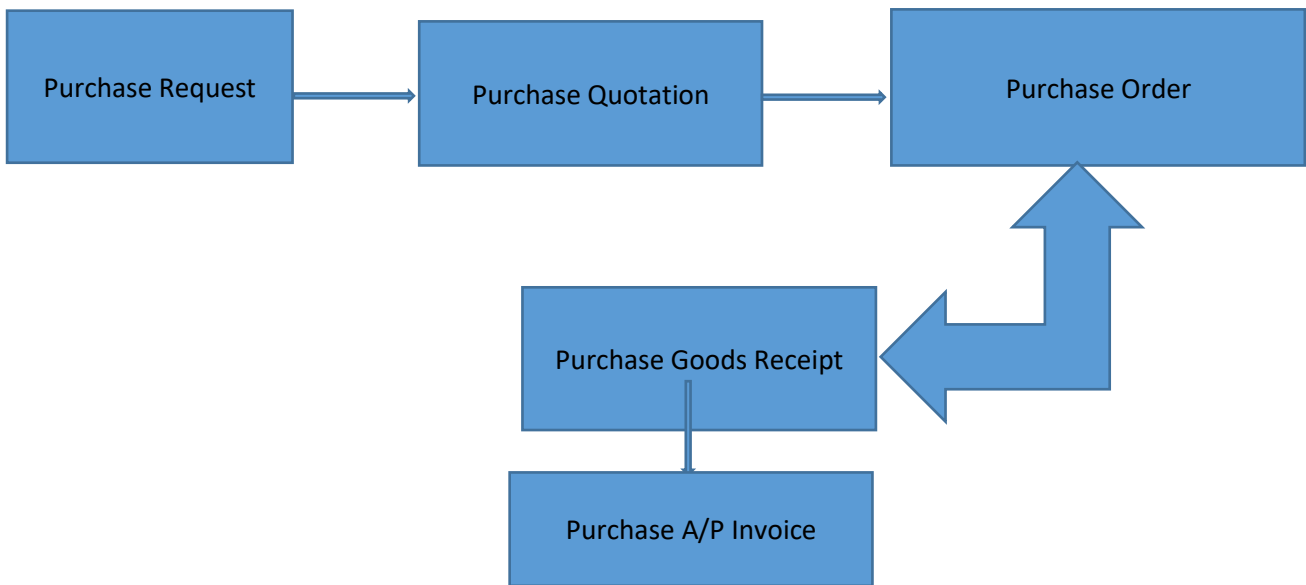 Purchase Request
Purchase Quotation
Purchase Order
Purchase Goods Receipt
Purchase A/P Invoice